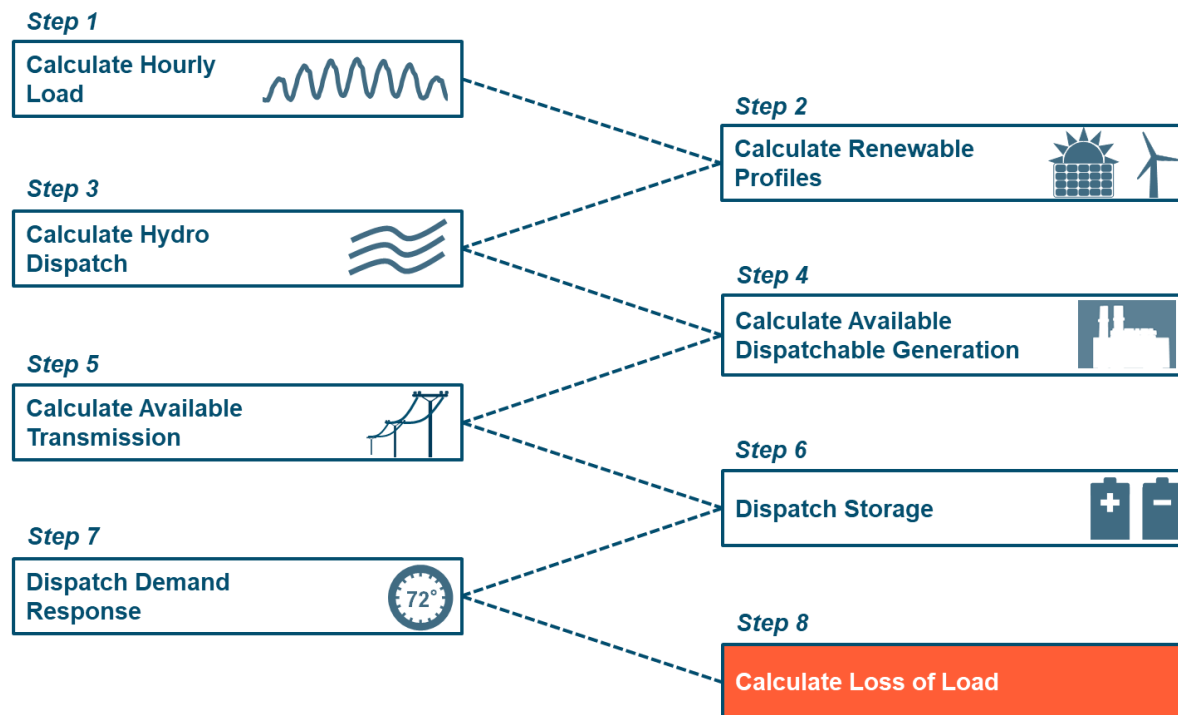 Step 1
Calculate Hourly
Load
Step 2
Calculate Renewable
Profiles
Step 3
Calculate Hydro
Dispatch
Step 4
Calculate Available
Dispatchable Generation
Step 5
Calculate Available
Transmission
Step 6
Dispatch Storage
Step 7
Dispatch Demand
Response
72°
Step 8
Calculate Loss of Load